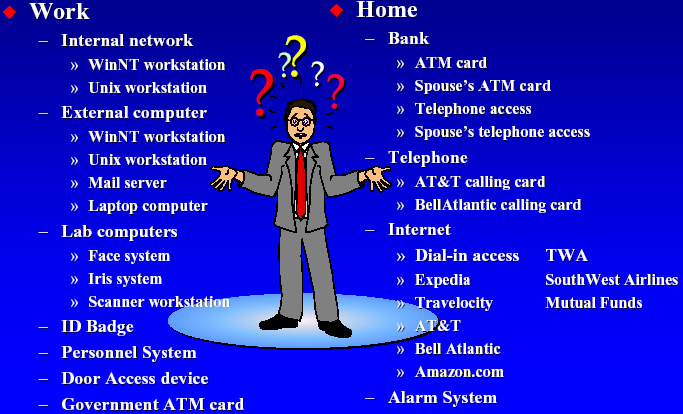 Work
– Internal network
» WinNT workstation
» Unix workstation
– External computer
» WinNT workstation
» Unix workstation
» Mail server
» Laptop computer
– Lab computers
» Face system
» Iris system
» Scanner workstation
– ID Badge
– Personnel System
– Door Access device
– Government ATM card
Home
– Bank
» ATM card
» Spouse's ATM card
» Telephone access
» Spouse's telephone access
– Telephone
» AT&T calling card
» BellAtlantic calling card
– Internet
» Dial-in access TWA
» Expedia SouthWest Airlines
» Travelocity Mutual Funds
» AT&T
» Bell Atlantic
» Amazon.com
– Alarm System
? ? ? ? ?